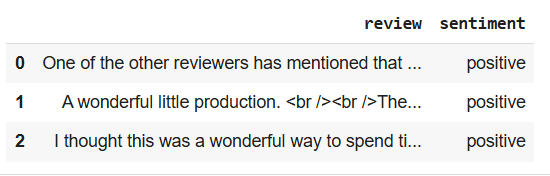 review sentiment
0 One of the other reviewers has mentioned that ... positive
1 A wonderful little production. <br /><br />The... positive
2 I thought this was a wonderful way to spend ti... positive